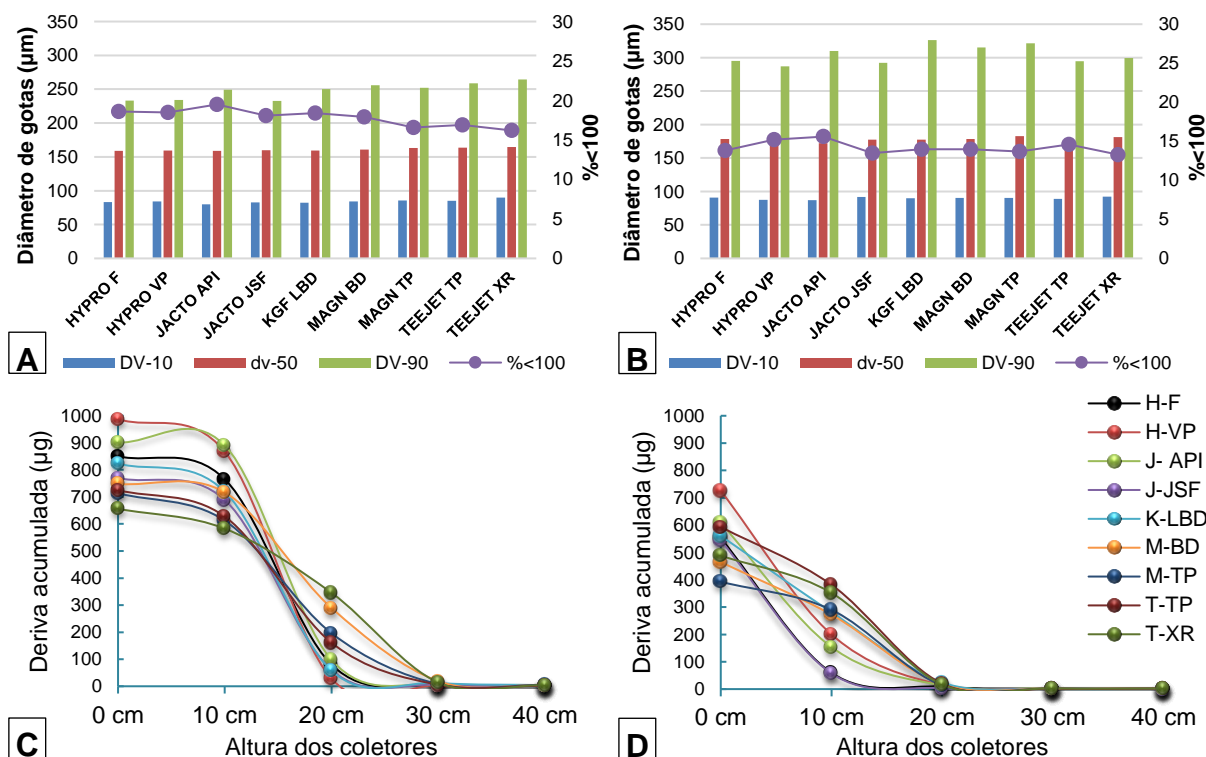 Diâmetro de gotas (µm)
350
300
250
200
150
100
50
0
30
25
20
15
10
5
0
%<100
HYPRO F
HYPRO VP
JACTO API
JACTO JSF
KGF LBD
MAGN BD
MAGN TP
TEEJET TP
TEEJET XR
A
DV-10
dv-50
DV-90
%<100
Diâmetro de gotas (µm)
350
300
250
200
150
100
50
0
30
25
20
15
10
5
0
%<100
HYPRO F
HYPRO VP
JACTO API
JACTO JSF
KGF LBD
MAGN BD
MAGN TP
TEEJET TP
TEEJET XR
B
DV-10
dv-50
DV-90
%<100
Deriva acumulada (µg)
1000
900
800
700
600
500
400
300
200
100
0
0 cm
10 cm
20 cm
30 cm
40 cm
Altura dos coletores
C
Deriva acumulada (µg)
1000
900
800
700
600
500
400
300
200
100
0
0 cm
10 cm
20 cm
30 cm
40 cm
Altura dos coletores
D
H-F
H-VP
J- API
J-JSF
K-LBD
M-BD
M-TP
T-TP
T-XR